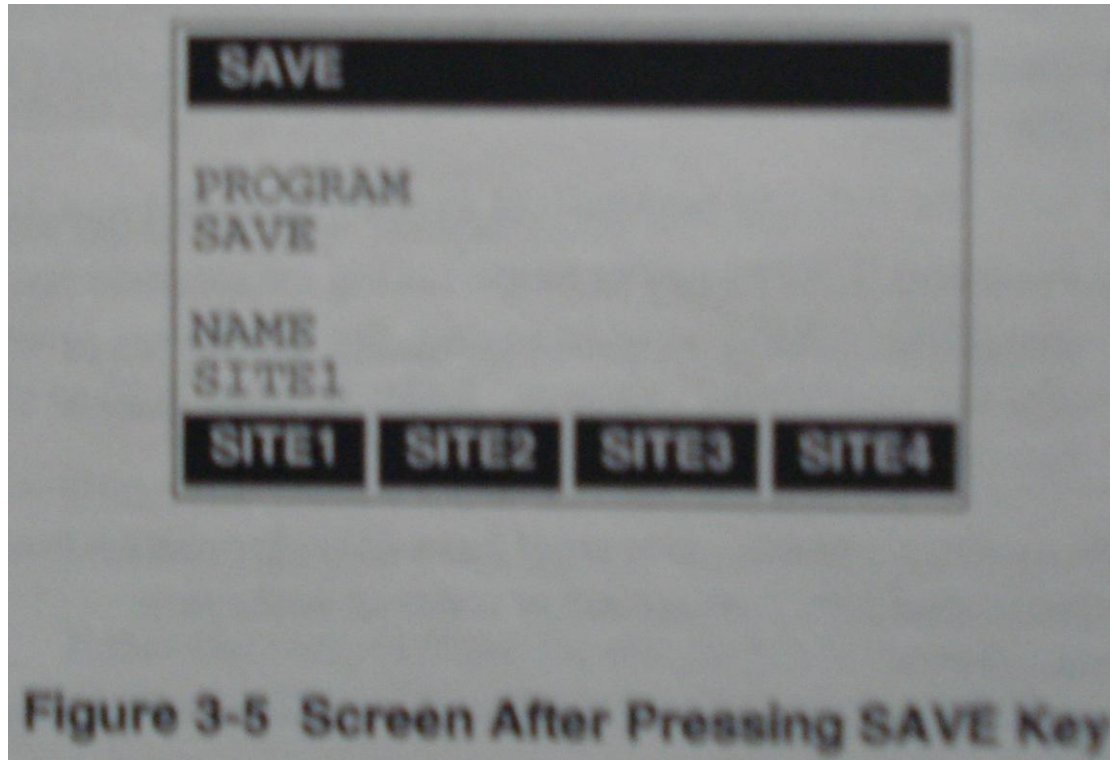 SAVE
PROGRAM
SAVE
NAME
SITE1
SITE1 SITE2 SITE3 SITE4
Figure 3-5 Screen After Pressing SAVE Key